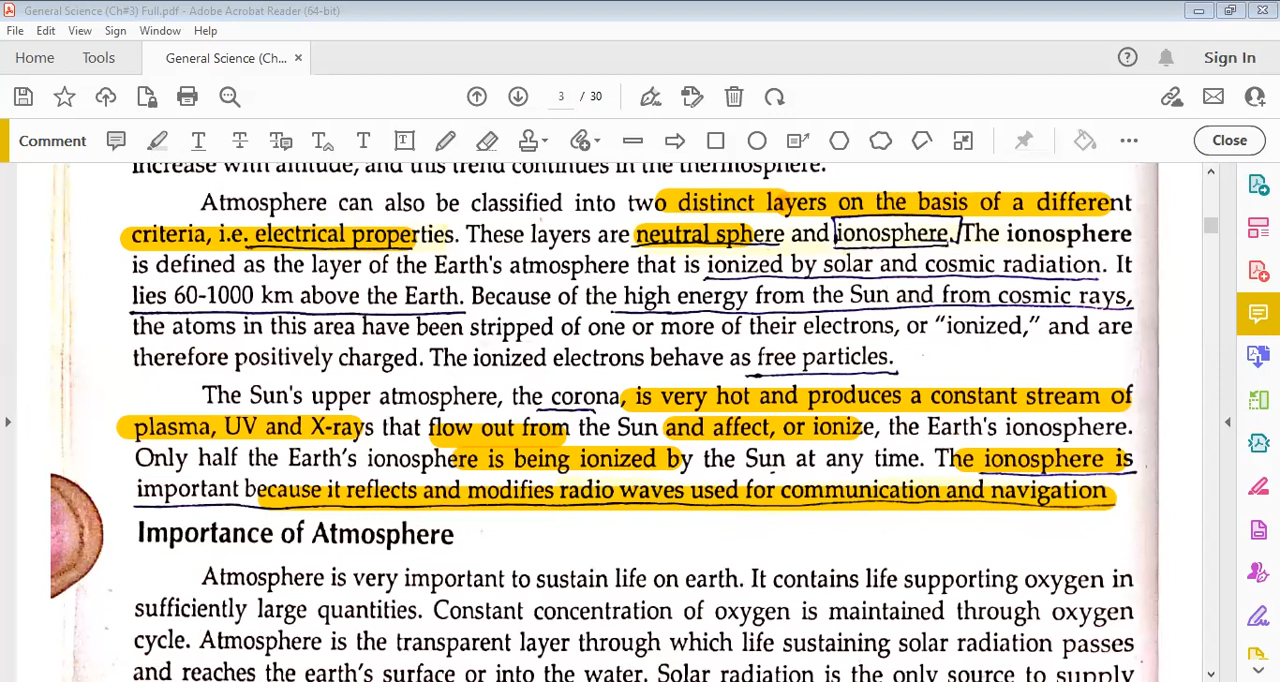 General Science (Ch#3) Full.pdf - Adobe Acrobat Reader (64-bit)
File Edit View Sign Window Help
Home Tools General Science (Ch... × Sign In
3 / 30
Comment Close
increase with altitude, and this trend continues in the thermosphere.
Atmosphere can also be classified into two distinct layers on the basis of a different
criteria, i.e. electrical properties. These layers are neutral sphere and ionosphere. The ionosphere
is defined as the layer of the Earth's atmosphere that is ionized by solar and cosmic radiation. It
lies 60-1000 km above the Earth. Because of the high energy from the Sun and from cosmic rays,
the atoms in this area have been stripped of one or more of their electrons, or “ionized,” and are
therefore positively charged. The ionized electrons behave as free particles.
The Sun's upper atmosphere, the corona, is very hot and produces a constant stream of
plasma, UV and X-rays that flow out from the Sun and affect, or ionize, the Earth's ionosphere.
Only half the Earth's ionosphere is being ionized by the Sun at any time. The ionosphere is
important because it reflects and modifies radio waves used for communication and navigation
Importance of Atmosphere
Atmosphere is very important to sustain life on earth. It contains life supporting oxygen in
sufficiently large quantities. Constant concentration of oxygen is maintained through oxygen
cycle. Atmosphere is the transparent layer through which life sustaining solar radiation passes
and reaches the earth's surface or into the water. Solar radiation is the only source to supply